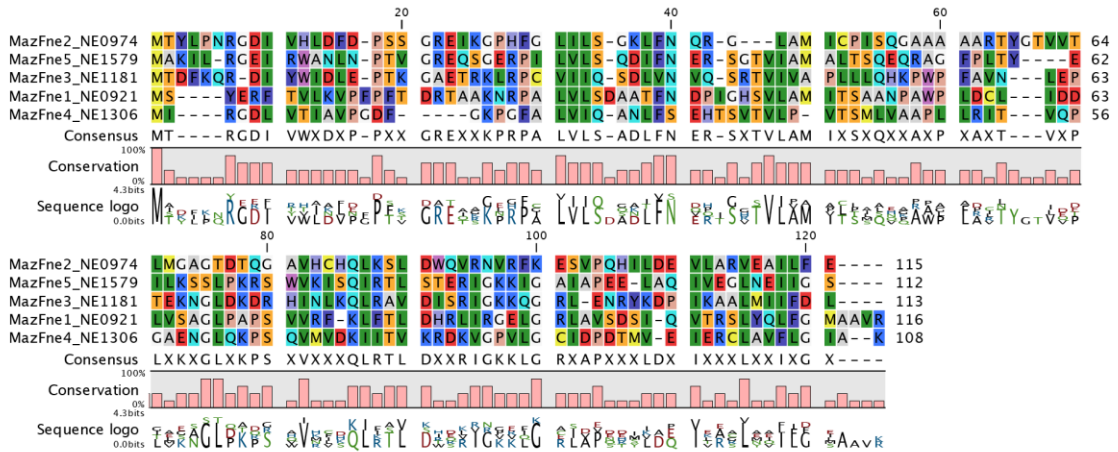 20 40 60
MazFne2_NE0974 MTYLPNRGDI VHLDFD-PSS GREIKGPHFG LILS-GKLFN QR-G---LAM ICPISQGAAA AARTYGTVVT 64
MazFne5_NE1579 MAKIL-RGDI RWANLN-PTV GREQSGERPI LVLS-QDIFN ER-SGTVIAM ALTSQEQRAG FPLTY----E 62
MazFne3_NE1181 MTDFKQR-DI YWIDLE-PTK GAETRKLRPC VIIQ-SDLVN VQ-SRTVIVA PLLLQHKPWP FAVN---LEP 63
MazFne1_NE0921 MS----YERF TVLKVPFPFT DRTAAKNRPA LVLSDAATFN DPIGHSVLAM ITSAANPAWP LDCL---IDD 63
MazFne4_NE1306 MI----RGDL VTIAVPGDF- ----GKPGFA LVIQ-ANLFS EHTSVTVLP- VTSMLVAAPL LRIT---VQP 56
Consensus MT----RGDI VWXDXP-PXX GREXXKPRPA LVLS-ADLFN ER-SXTVLAM IXSXQXXAXP XAXT---VXP
100%
Conservation
0%
4.3bits
Sequence logo
0.0bits
80 100 120
MazFne2_NE0974 LMGAGTDTQG AVHCHQLKSL DWQVRNVRFK ESVPQHILDE VLARVEAILF E---- 115
MazFne5_NE1579 ILKSSLPKRS WVKISQIRTL STERIGKKIG AIAPEE-LAQ IVEGLNEIIG S---- 112
MazFne3_NE1181 TEKNGLDKDR HINLKQLRAV DISRIGKKQG RL-ENRYKDP IKAALMIIFD L---- 113
MazFne1_NE0921 LVSAGLPAPS VVRF-KLFTL DHRLIRGELG RLAVSDSI-Q VTRSLYQLFG MAAVR 116
MazFne4_NE1306 GAENGLQKPS QVMVDKIITV KRDKVGPVLG CIDPDTMV-E IERCLAVFLG IA--K 108
Consensus LXKXGLXKPS XVXXXQLRTL DXXRIGKKLG RXAPXXXLDX IXXXLXXIXG X----
100%
Conservation
0%
4.3bits
Sequence logo
0.0bits